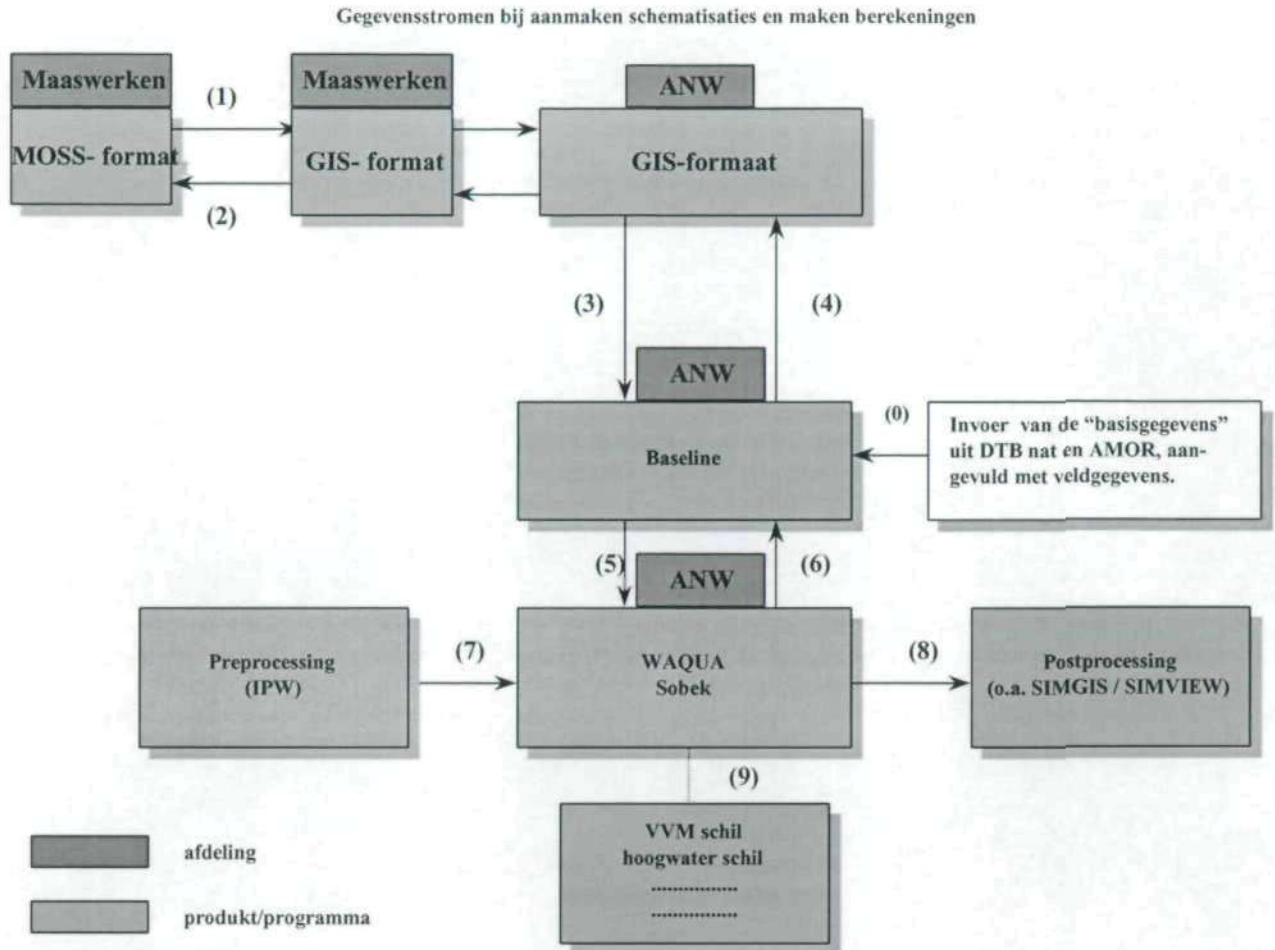 Gegevensstromen bij aanmaken schematisaties en maken berekeningen
Maaswerken
MOSS- format
(1)
(2)
Maaswerken
GIS- format
ANW
GIS-formaat
(3)
(4)
ANW
Baseline
(0)
Invoer van de “basisgegevens”
uit DTB nat en AMOR, aan-
gevuld met veldgegevens.
(5)
ANW
(6)
Preprocessing
(IPW)
(7)
WAQUA
Sobek
(8)
Postprocessing
(o.a. SIMGIS / SIMVIEW)
(9)
VVM schil
hoogwater schil
................
................
afdeling
produkt/programma